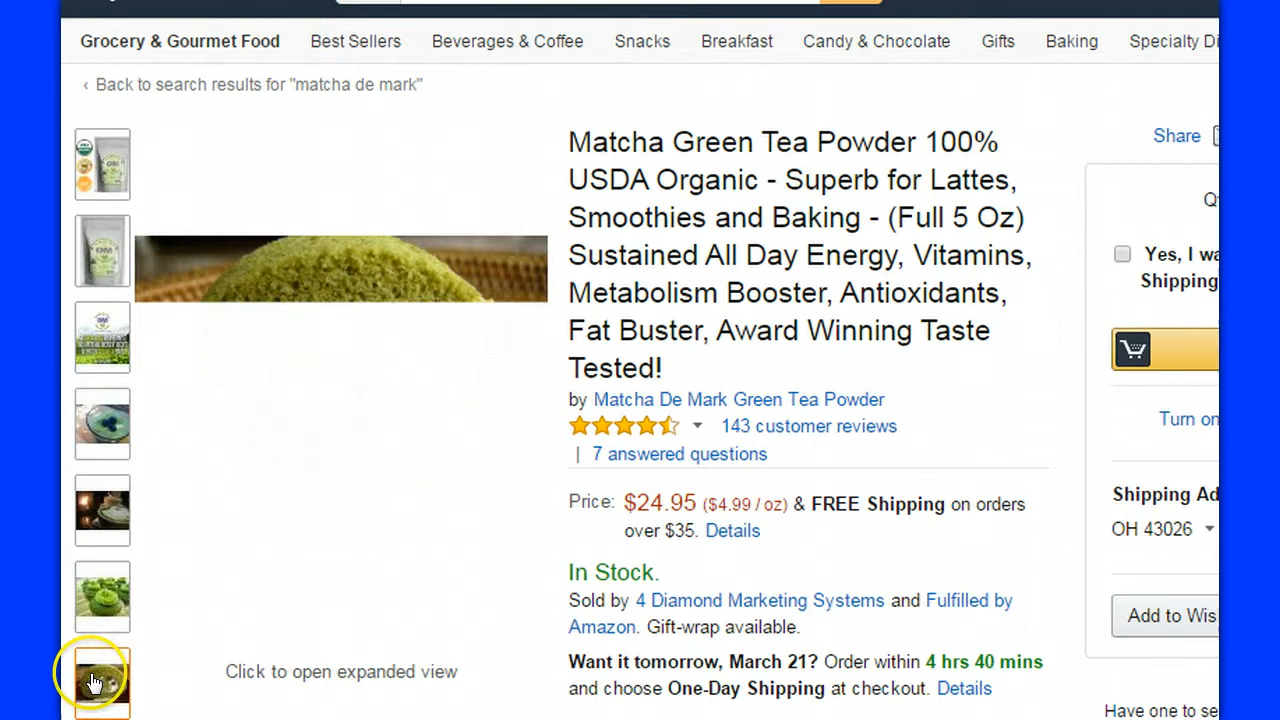 Grocery & Gourmet Food Best Sellers Beverages & Coffee Snacks Breakfast Candy & Chocolate Gifts Baking Specialty Di
‹ Back to search results for "matcha de mark"
Matcha Green Tea Powder 100%
USDA Organic - Superb for Lattes,
Smoothies and Baking - (Full 5 Oz)
Sustained All Day Energy, Vitamins,
Metabolism Booster, Antioxidants,
Fat Buster, Award Winning Taste
Tested!
by Matcha De Mark Green Tea Powder
143 customer reviews
| 7 answered questions
Price: $24.95 ($4.99 / oz) & FREE Shipping on orders
over $35. Details
In Stock.
Sold by 4 Diamond Marketing Systems and Fulfilled by
Amazon. Gift-wrap available.
Want it tomorrow, March 21? Order within 4 hrs 40 mins
and choose One-Day Shipping at checkout. Details
Click to open expanded view
Share
Yes, I wa
Shipping
Turn on
Shipping Ad
OH 43026
Add to Wis
Have one to se